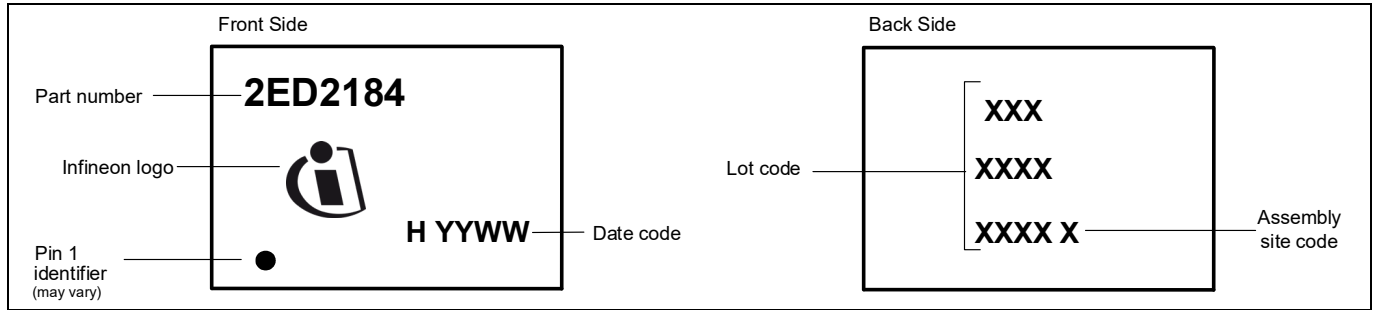 Front Side
Back Side
Part number
2ED2184
Infineon logo
H YYWW
Date code
Pin 1
identifier
(may vary)
Lot code
XXX
XXXX
XXXX X
Assembly
site code